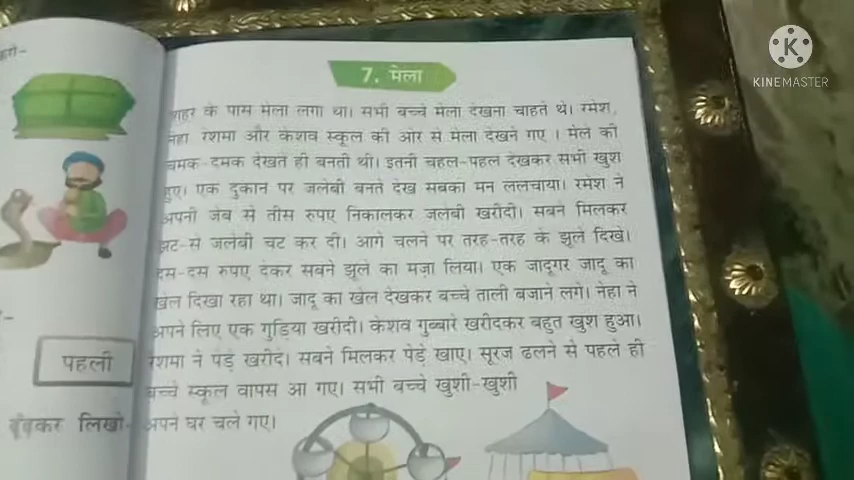 7. मेला
शहर के पास मेला लगा था। सभी बच्चे मेला देखना चाहते थे। रमेश,
नेहा रेशमा और केशव स्कूल की ओर से मेला देखने गए । मेले की
चमक-दमक देखते ही बनती थी। इतनी चहल-पहल देखकर सभी खुश
हुए। एक दुकान पर जलेबी बनते देख सबका मन ललचाया। रमेश ने
अपनी जेब से तीस रुपए निकालकर जलेबी खरीदी। सबने मिलकर
झट-से जलेबी चट कर दी। आगे चलने पर तरह-तरह के झूले दिखे।
दस-दस रुपए देकर सबने झूले का मज़ा लिया। एक जादूगर जादू का
खेल दिखा रहा था। जादू का खेल देखकर बच्चे ताली बजाने लगे। नेहा ने
अपने लिए एक गुड़िया खरीदी। केशव गुब्बारे खरीदकर बहुत खुश हुआ।
रेशमा ने पेड़े खरीदे। सबने मिलकर पेड़े खाए। सूरज ढलने से पहले ही
बच्चे स्कूल वापस आ गए। सभी बच्चे खुशी-खुशी
अपने घर चले गए।
पहली
ढूँढ़कर लिखो-
KINEMASTER